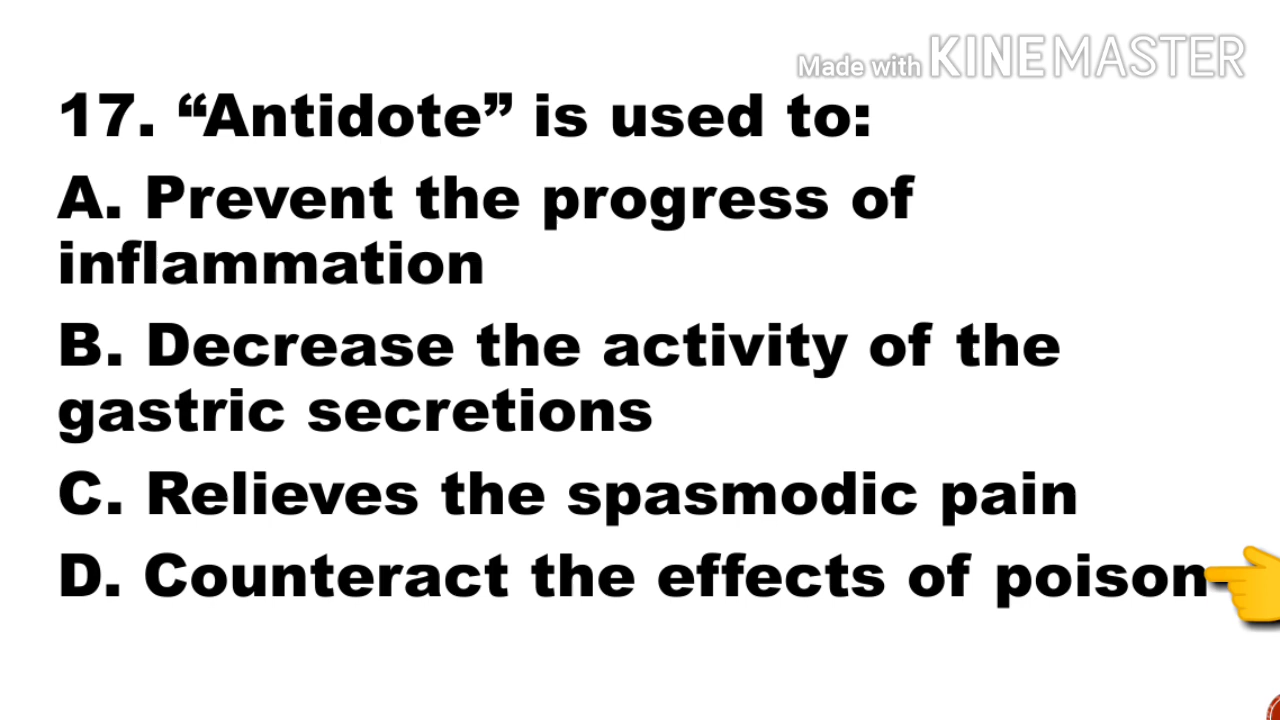 Made with KINEMASTER
17. “Antidote” is used to:
A. Prevent the progress of
inflammation
B. Decrease the activity of the
gastric secretions
C. Relieves the spasmodic pain
D. Counteract the effects of poison